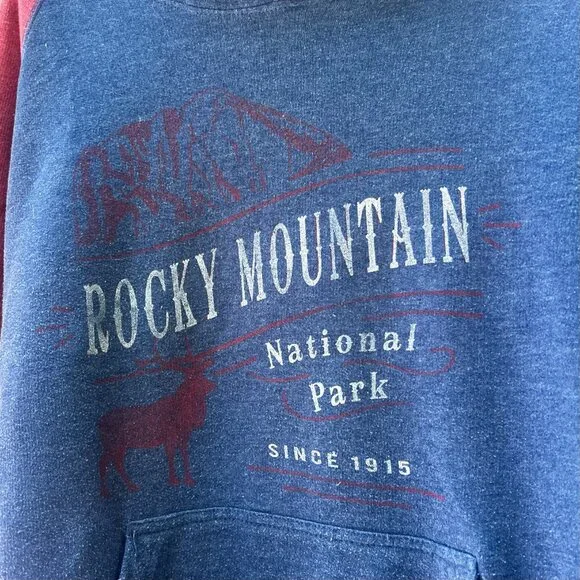 ROCKY MOUNTAIN
National
Park
SINCE 1915